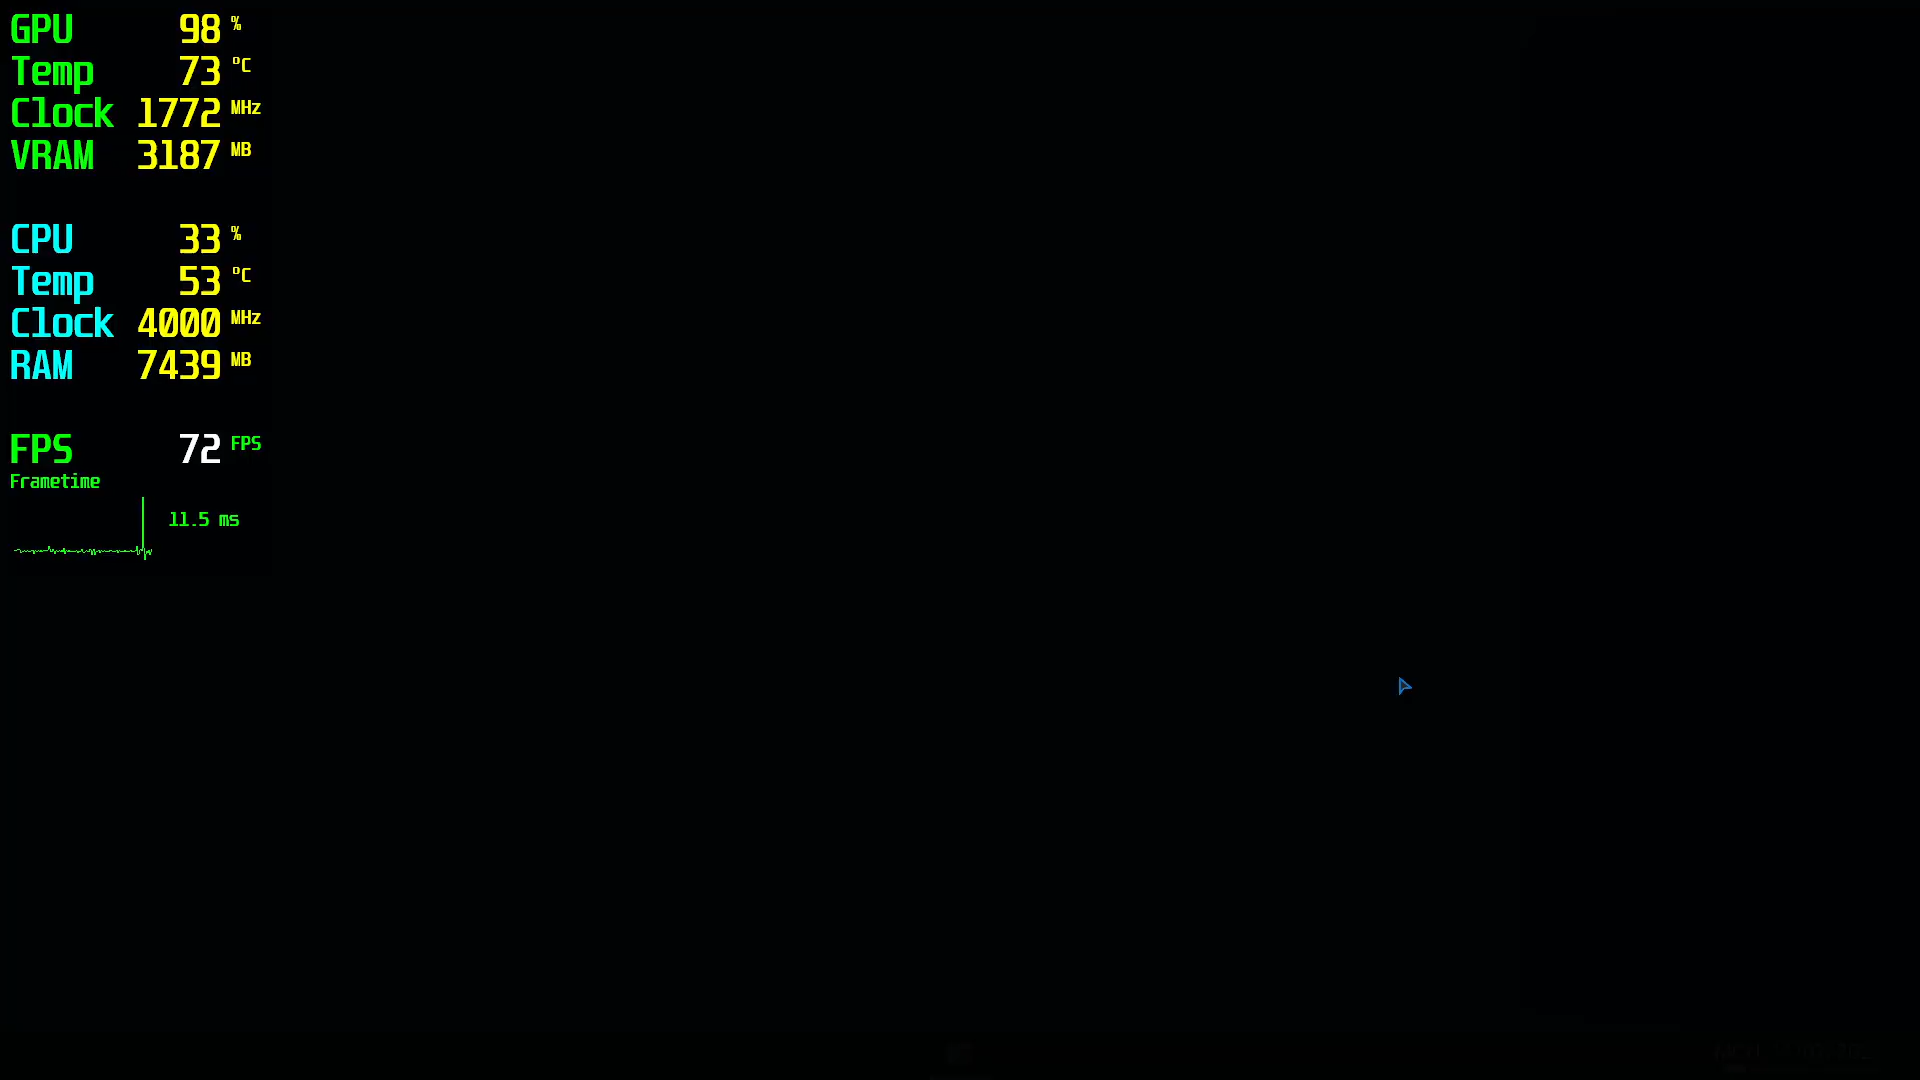 GPU 98 %
Temp 73 °C
Clock 1772 MHz
VRAM 3187 MB
CPU 33 %
Temp 53 °C
Clock 4000 MHz
RAM 7439 MB
FPS 72 FPS
Frametime
11.5 ms